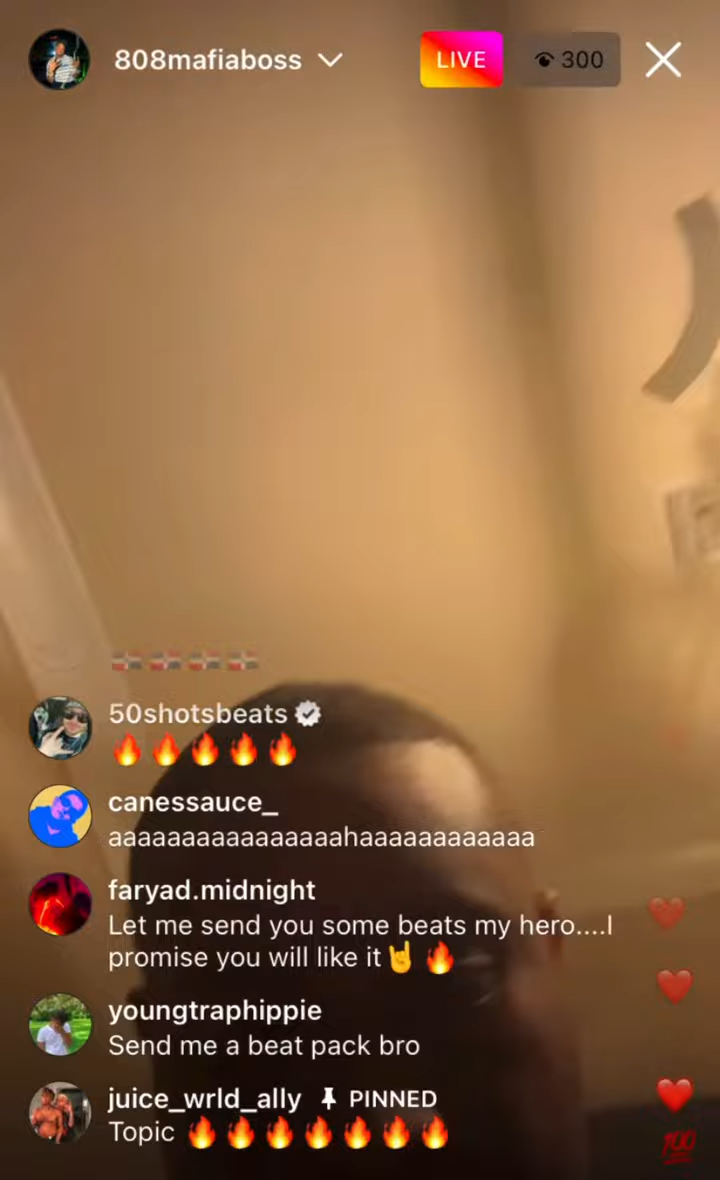 808mafiaboss
LIVE
300
🇩🇴 🇩🇴 🇩🇴 🇩🇴
50shotsbeats
🔥🔥🔥🔥🔥
canessauce_
aaaaaaaaaaaaaaaahaaaaaaaaaaaa
faryad.midnight
Let me send you some beats my hero....I
promise you will like it🤘🔥
youngtraphippie
Send me a beat pack bro
juice_wrld_ally 📌 PINNED
Topic 🔥🔥🔥🔥🔥🔥🔥
💯